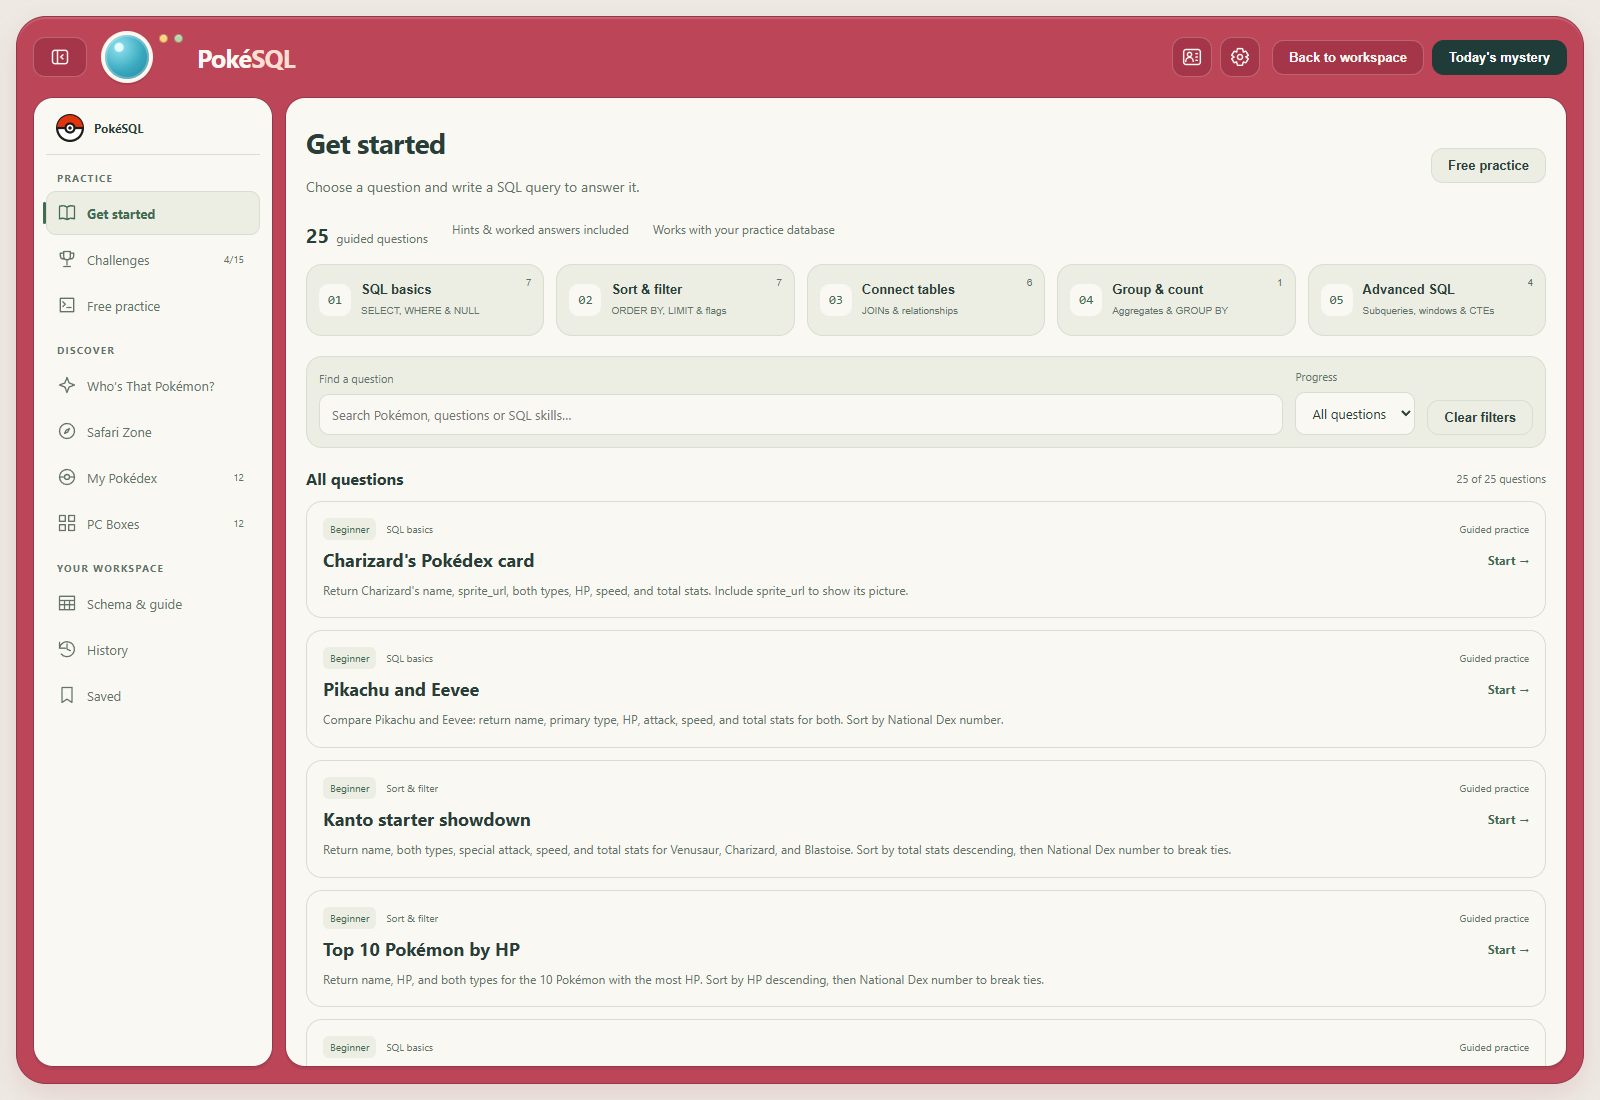 PokéSQL
Back to workspace
Today's mystery
PokéSQL
PRACTICE
Get started
Challenges
4/15
Free practice
DISCOVER
Who's That Pokémon?
Safari Zone
My Pokédex
12
PC Boxes
12
YOUR WORKSPACE
Schema & guide
History
Saved
Get started
Choose a question and write a SQL query to answer it.
Free practice
25 guided questions
Hints & worked answers included
Works with your practice database
01
SQL basics
7
SELECT, WHERE & NULL
02
Sort & filter
7
ORDER BY, LIMIT & flags
03
Connect tables
6
JOINs & relationships
04
Group & count
1
Aggregates & GROUP BY
05
Advanced SQL
4
Subqueries, windows & CTEs
Find a question
Search Pokémon, questions or SQL skills...
Progress
All questions
Clear filters
All questions
25 of 25 questions
Beginner
SQL basics
Guided practice
Charizard's Pokédex card
Start →
Return Charizard's name, sprite_url, both types, HP, speed, and total stats. Include sprite_url to show its picture.
Beginner
SQL basics
Guided practice
Pikachu and Eevee
Start →
Compare Pikachu and Eevee: return name, primary type, HP, attack, speed, and total stats for both. Sort by National Dex number.
Beginner
Sort & filter
Guided practice
Kanto starter showdown
Start →
Return name, both types, special attack, speed, and total stats for Venusaur, Charizard, and Blastoise. Sort by total stats descending, then National Dex number to break ties.
Beginner
Sort & filter
Guided practice
Top 10 Pokémon by HP
Start →
Return name, HP, and both types for the 10 Pokémon with the most HP. Sort by HP descending, then National Dex number to break ties.
Beginner
SQL basics
Guided practice